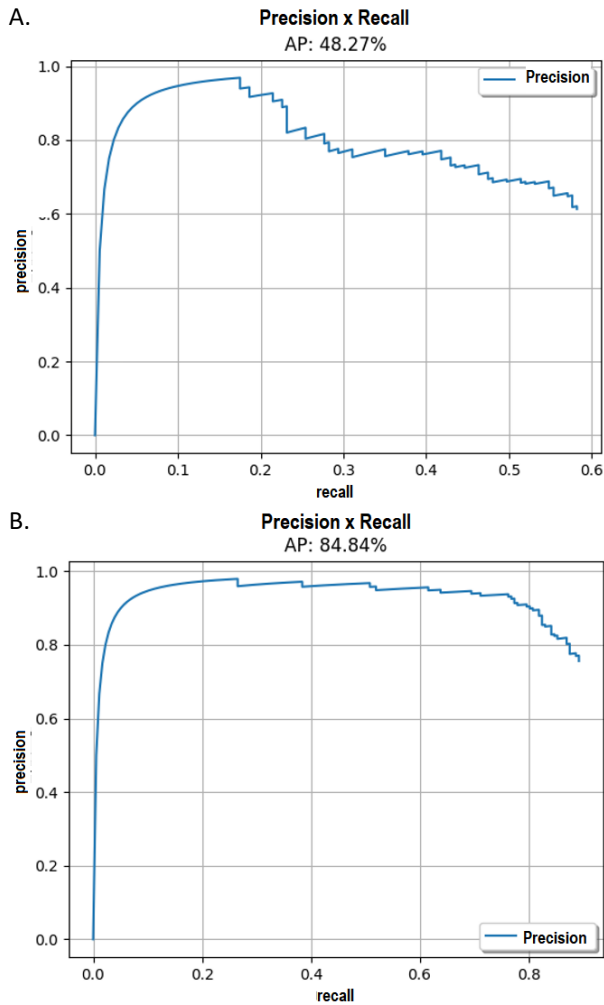 A.
Precision x Recall
AP: 48.27%
Precision
1.0
0.8
0.6
0.4
0.2
0.0
precision
0.0 0.1 0.2 0.3 0.4 0.5 0.6
recall
B.
Precision x Recall
AP: 84.84%
1.0
0.8
0.6
0.4
0.2
0.0
precision
Precision
0.0 0.2 0.4 0.6 0.8
recall